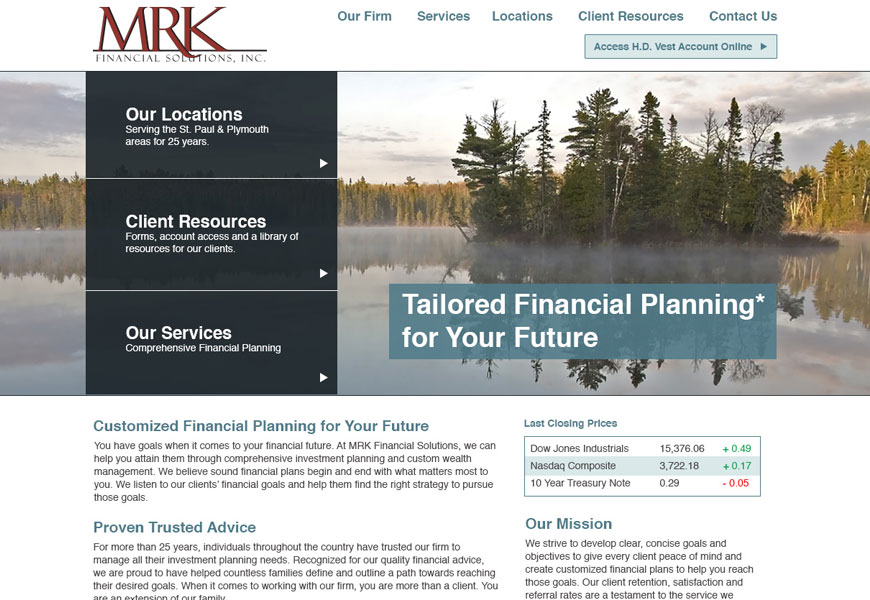 MRK
FINANCIAL SOLUTIONS, INC.
Our Firm Services Locations Client Resources Contact Us
Access H.D. Vest Account Online
Our Locations
Serving the St. Paul & Plymouth
areas for 25 years.
Client Resources
Forms, account access and a library of
resources for our clients.
Our Services
Comprehensive Financial Planning
Tailored Financial Planning*
for Your Future
Customized Financial Planning for Your Future
You have goals when it comes to your financial future. At MRK Financial Solutions, we can
help you attain them through comprehensive investment planning and custom wealth
management. We believe sound financial plans begin and end with what matters most to
you. We listen to our clients' financial goals and help them find the right strategy to pursue
those goals.
Proven Trusted Advice
For more than 25 years, individuals throughout the country have trusted our firm to
manage all their investment planning needs. Recognized for our quality financial advice,
we are proud to have helped countless families define and outline a path towards reaching
their desired goals. When it comes to working with our firm, you are more than a client. You
are an extension of our family.
Last Closing Prices
Dow Jones Industrials 15,376.06 + 0.49
Nasdaq Composite 3,722.18 + 0.17
10 Year Treasury Note 0.29 - 0.05
Our Mission
We strive to develop clear, concise goals and
objectives to give every client peace of mind and
create customized financial plans to help you reach
those goals. Our client retention, satisfaction and
referral rates are a testament to the service we